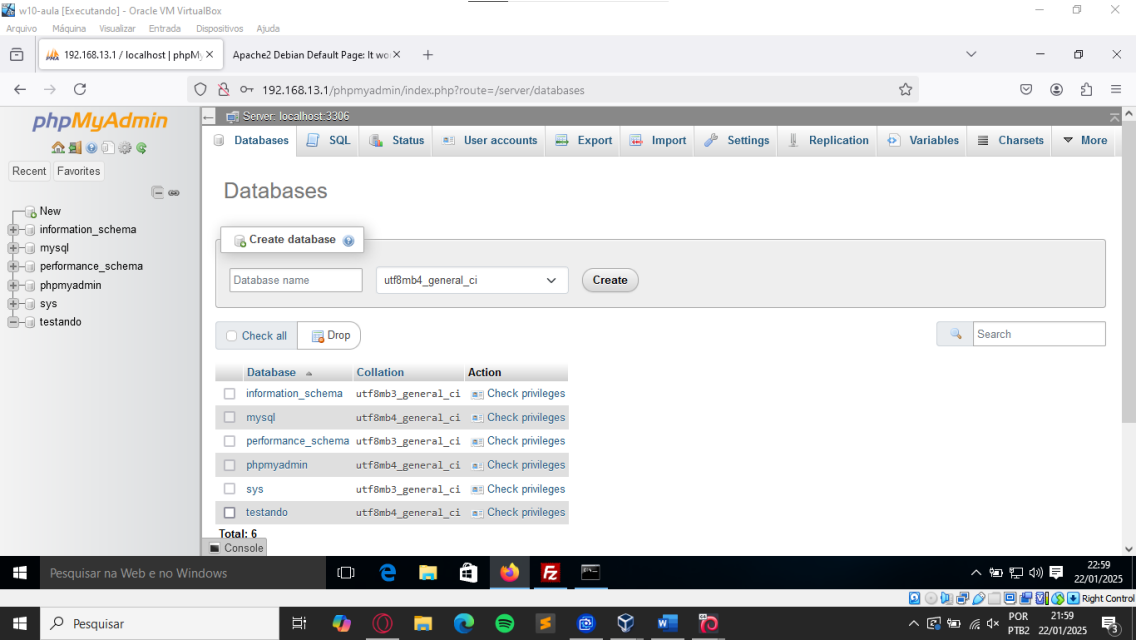 w10-aula [Executando] - Oracle VM VirtualBox
Arquivo Máquina Visualizar Entrada Dispositivos Ajuda
192.168.13.1 / localhost | phpMy
Apache2 Debian Default Page: It wo
192.168.13.1/phpmyadmin/index.php?route=/server/databases
phpMyAdmin
Server: localhost:3306
Databases SQL Status User accounts Export Import Settings Replication Variables Charsets More
Recent Favorites
New
information_schema
mysql
performance_schema
phpmyadmin
sys
testando
Databases
Create database
Database name utf8mb4_general_ci Create
Check all Drop Search
Database Collation Action
information_schema utf8mb3_general_ci Check privileges
mysql utf8mb4_general_ci Check privileges
performance_schema utf8mb3_general_ci Check privileges
phpmyadmin utf8mb4_general_ci Check privileges
sys utf8mb3_general_ci Check privileges
testando utf8mb4_general_ci Check privileges
Total: 6
Console
Pesquisar na Web e no Windows
22:59
22/01/2025
Right Control
Pesquisar
POR
PTB2
21:59
22/01/2025
3